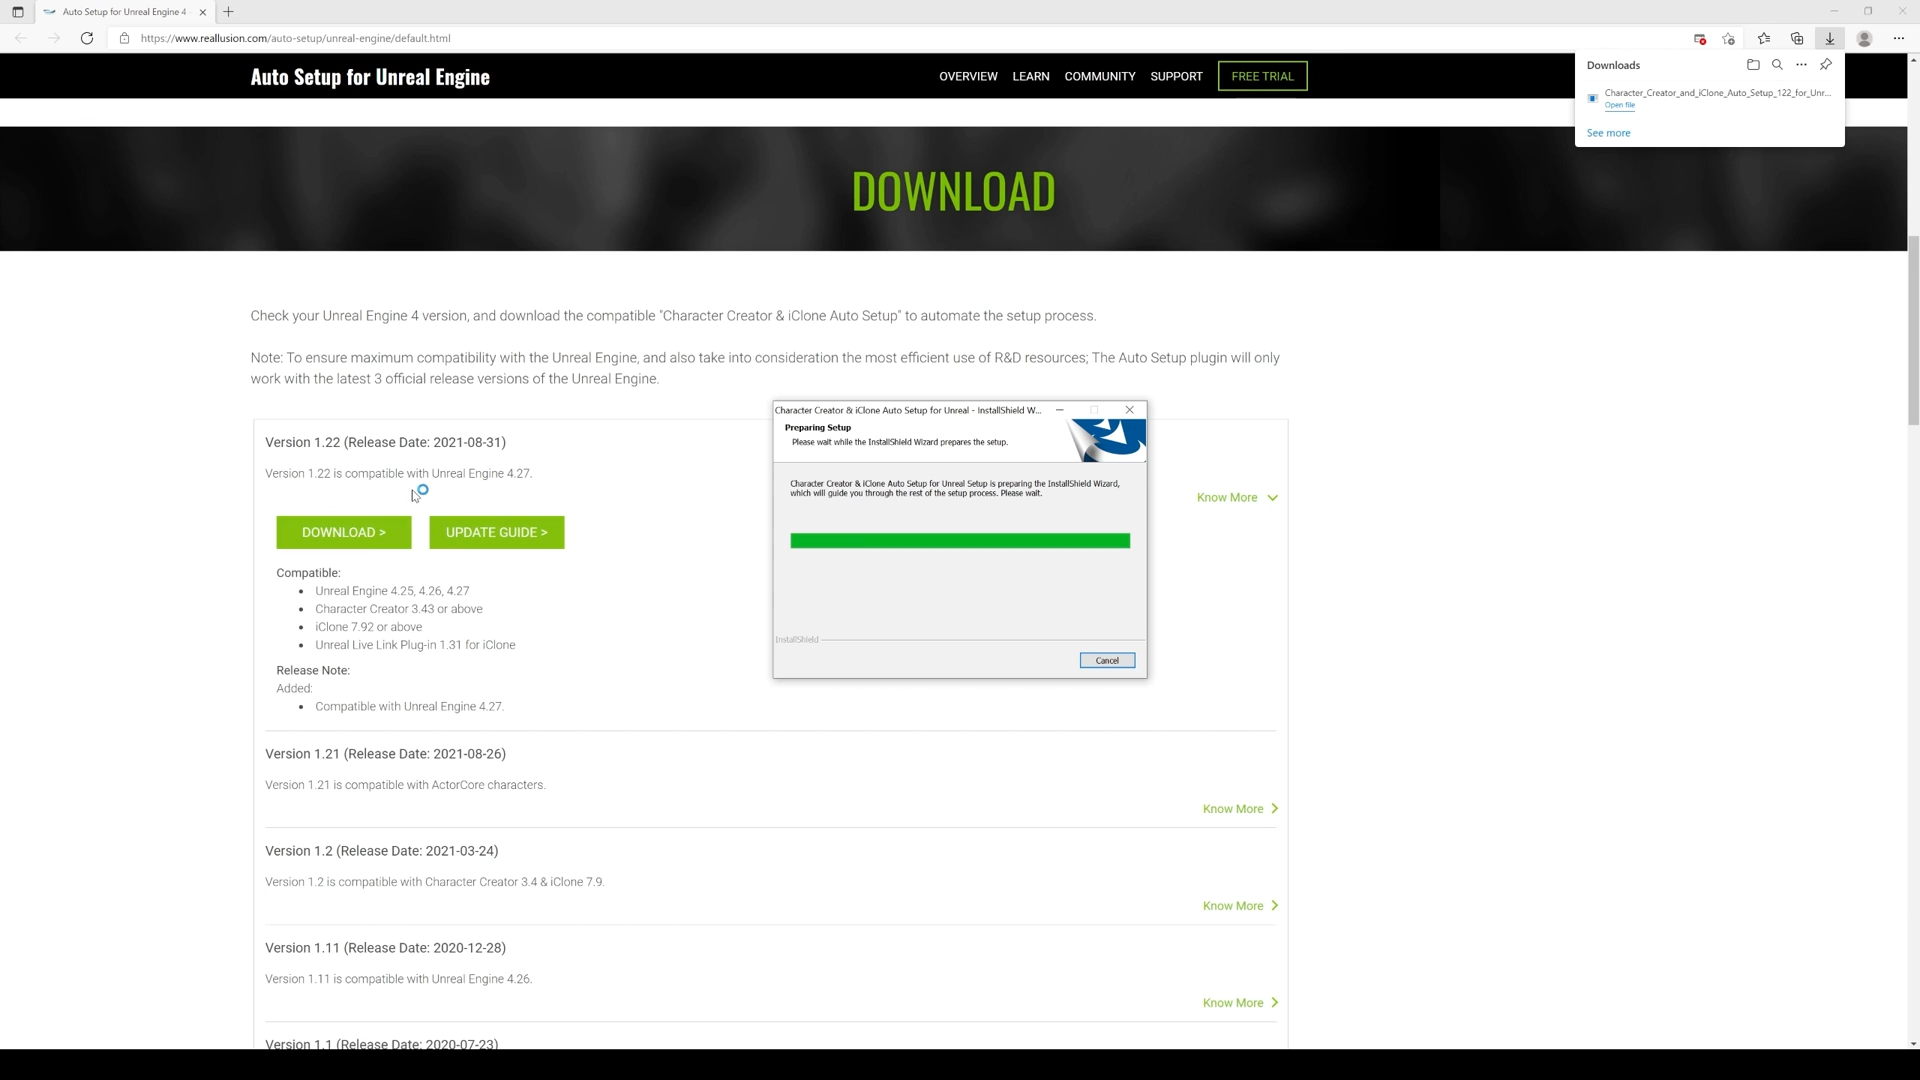 Auto Setup for Unreal Engine 4
https://www.reallusion.com/auto-setup/unreal-engine/default.html
Auto Setup for Unreal Engine
OVERVIEW LEARN COMMUNITY SUPPORT FREE TRIAL
Downloads
Character_Creator_and_iClone_Auto_Setup_122_for_Unr...
Open file
See more
DOWNLOAD
Check your Unreal Engine 4 version, and download the compatible "Character Creator & iClone Auto Setup" to automate the setup process.
Note: To ensure maximum compatibility with the Unreal Engine, and also take into consideration the most efficient use of R&D resources; The Auto Setup plugin will only
work with the latest 3 official release versions of the Unreal Engine.
Version 1.22 (Release Date: 2021-08-31)
Version 1.22 is compatible with Unreal Engine 4.27.
Know More
DOWNLOAD > UPDATE GUIDE >
Compatible:
• Unreal Engine 4.25, 4.26, 4.27
• Character Creator 3.43 or above
• iClone 7.92 or above
• Unreal Live Link Plug-in 1.31 for iClone
Release Note:
Added:
• Compatible with Unreal Engine 4.27.
Character Creator & iClone Auto Setup for Unreal - InstallShield W...
Preparing Setup
Please wait while the InstallShield Wizard prepares the setup.
Character Creator & iClone Auto Setup for Unreal Setup is preparing the InstallShield Wizard,
which will guide you through the rest of the setup process. Please wait.
InstallShield
Cancel
Version 1.21 (Release Date: 2021-08-26)
Version 1.21 is compatible with ActorCore characters.
Know More
Version 1.2 (Release Date: 2021-03-24)
Version 1.2 is compatible with Character Creator 3.4 & iClone 7.9.
Know More
Version 1.11 (Release Date: 2020-12-28)
Version 1.11 is compatible with Unreal Engine 4.26.
Know More
Version 1.1 (Release Date: 2020-07-23)